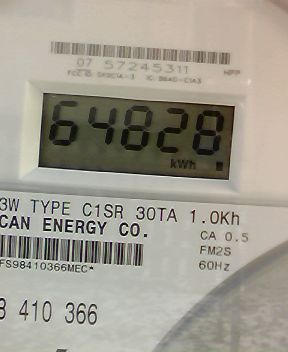 07 57245311
64828
kWh
3W TYPE C1SR 30TA 1.0Kh
CAN ENERGY CO.
CA 0.5
FM2S
60Hz
FS98410366MEC*
8 410 366